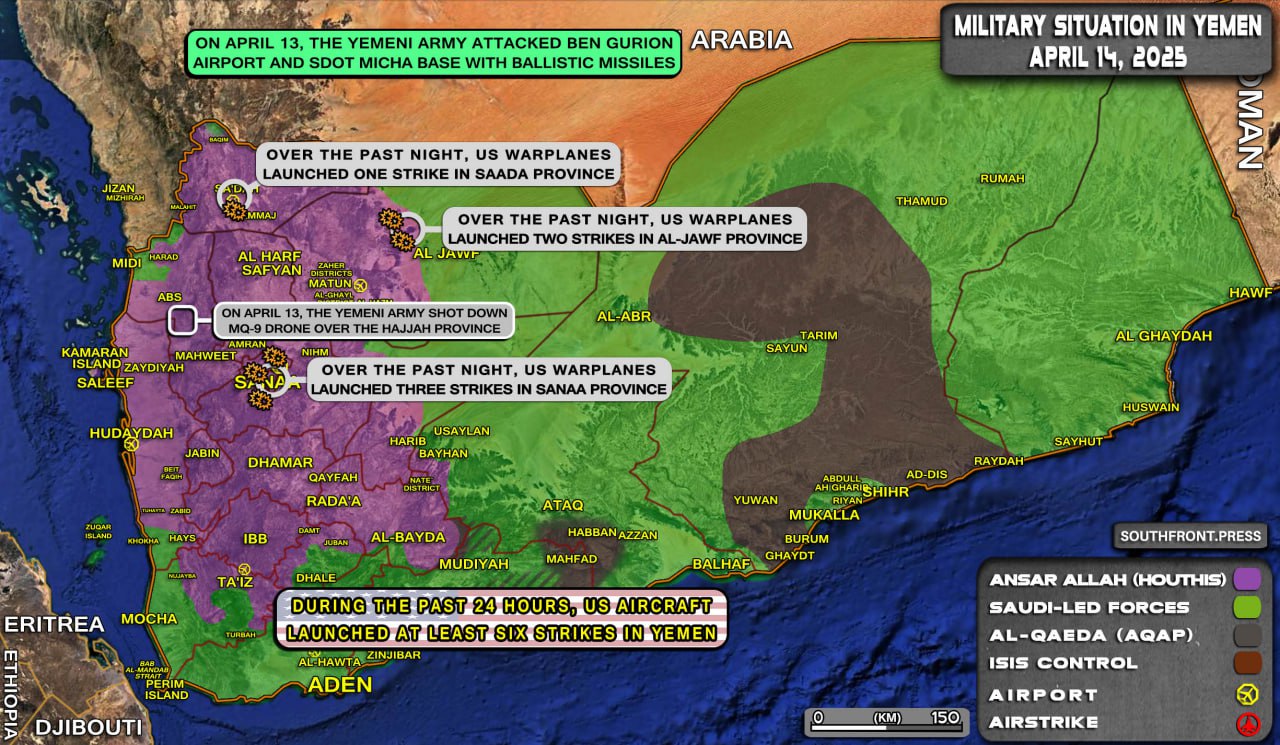 MILITARY SITUATION IN YEMEN
APRIL 14, 2025
ON APRIL 13, THE YEMENI ARMY ATTACKED BEN GURION
AIRPORT AND SDOT MICHA BASE WITH BALLISTIC MISSILES
ARABIA
OMAN
BAQIM
OVER THE PAST NIGHT, US WARPLANES
LAUNCHED ONE STRIKE IN SAADA PROVINCE
JIZAN
MIZHIRAH
MALAHIT
RUMAH
THAMUD
OVER THE PAST NIGHT, US WARPLANES
LAUNCHED TWO STRIKES IN AL-JAWF PROVINCE
AL JAWF
MIDI
HARAD
AL HARF
SAFYAN
ZAHER
DISTRICTS
MATUN
AL-GHAYL
ABS
HAWF
ON APRIL 13, THE YEMENI ARMY SHOT DOWN
MQ-9 DRONE OVER THE HAJJAH PROVINCE
AL-ABR
TARIM
SAYUN
AL GHAYDAH
KAMARAN
ISLAND
ZAYDIYAH
SALEEF
MAHWEET
AMRAN
NIHM
SANAA
OVER THE PAST NIGHT, US WARPLANES
LAUNCHED THREE STRIKES IN SANAA PROVINCE
HUSWAIN
SAYHUT
HUDAYDAH
USAYLAN
HARIB
BAYHAN
JABIN
DHAMAR
BEIT
FAQIH
QAYFAH
NATE
DISTRICT
RADA'A
RAYDAH
AD-DIS
ABDULL
RIYAN
SHIHR
YUWAN
MUKALLA
ATAQ
ZABID
ZUQAR
ISLAND
KHOKHA
HAYS
IBB
DAMT
JUBAN
AL-BAYDA
HABBAN
AZZAN
BURUM
GHAYDT
MUDIYAH
MAHFAD
BALHAF
NUJAYBA
TA'IZ
DHALE
MOCHA
TURBAH
DURING THE PAST 24 HOURS, US AIRCRAFT
LAUNCHED AT LEAST SIX STRIKES IN YEMEN
AL-HAWTA
ZINJIBAR
BAB
AL-MANDAB
STRAIT
PERIM
ISLAND
ADEN
ERITREA
ETHIOPIA
DJIBOUTI
SOUTHFRONT.PRESS
ANSAR ALLAH (HOUTHIS)
SAUDI-LED FORCES
AL-QAEDA (AQAP)
ISIS CONTROL
AIRPORT
AIRSTRIKE
0 (KM) 150